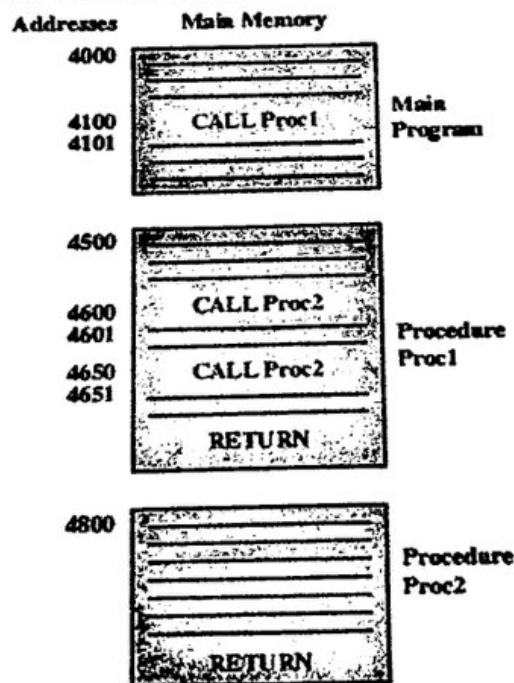 Addresses Main Memory
4000
4100 CALL Proc1 Main
4101 Program
4500
4600 CALL Proc2
4601 Procedure
4650 CALL Proc2 Proc1
4651
RETURN
4800
Procedure
Proc2
RETURN